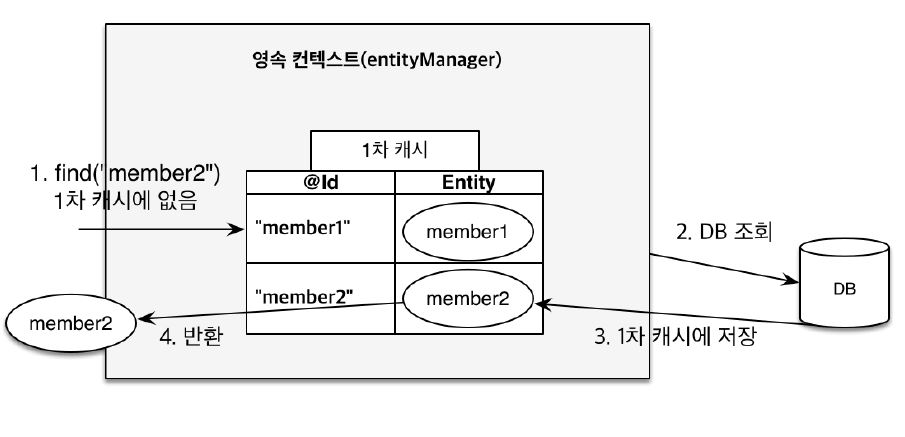 영속 컨텍스트(entityManager)
1차 캐시
1. find("member2")
1차 캐시에 없음
@Id
Entity
"member1"
member1
2. DB 조회
DB
"member2"
member2
member2
4. 반환
3. 1차 캐시에 저장